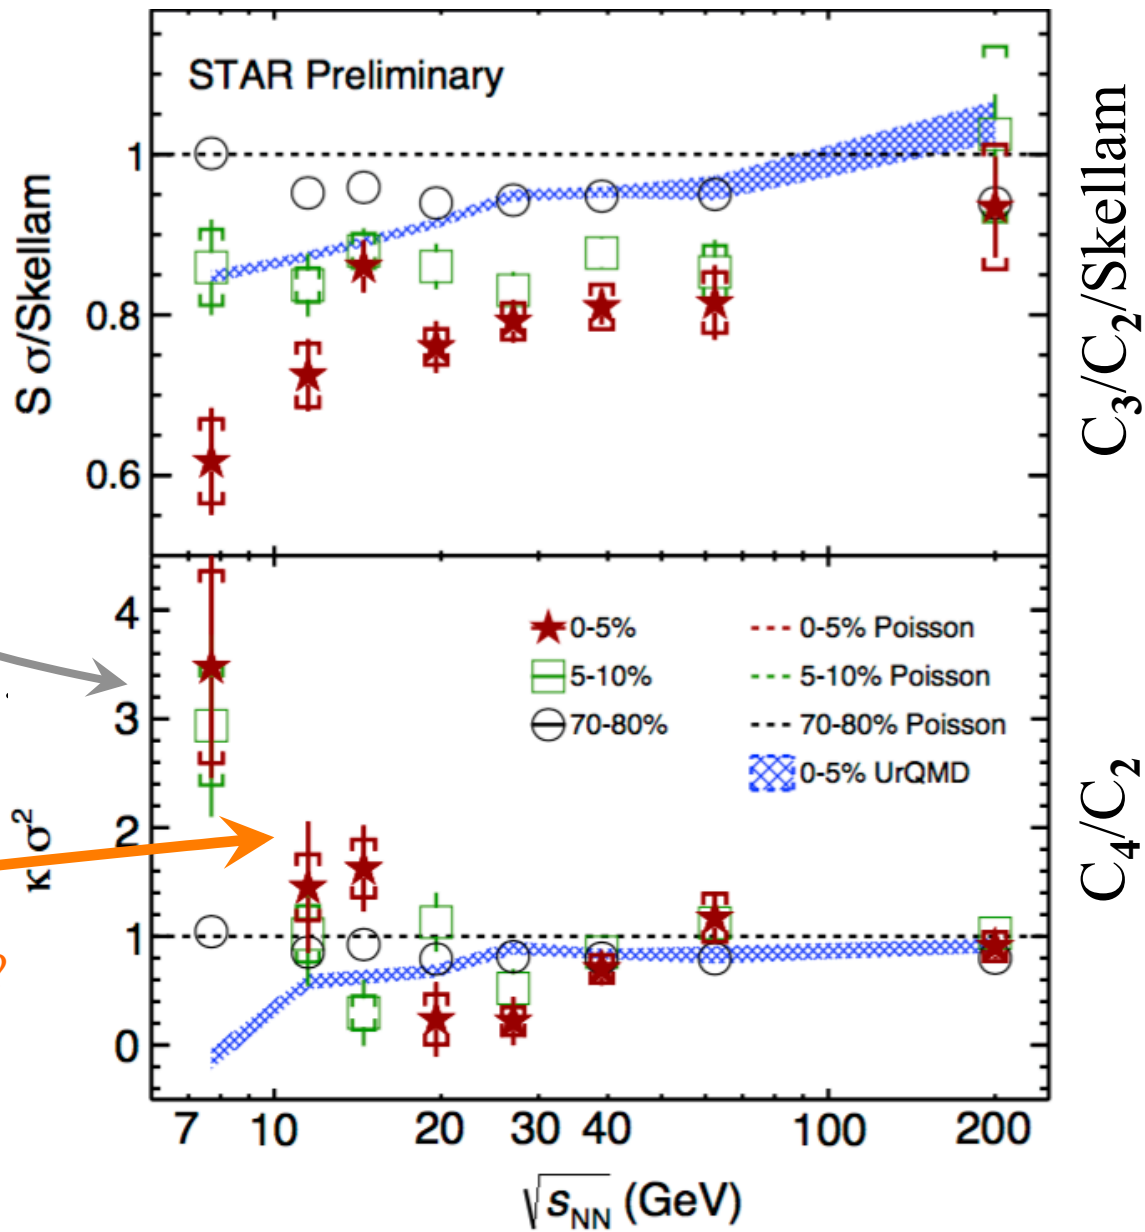 STAR Preliminary
1
0.8
0.6
S σ/Skellam
C₃/C₂/Skellam
4
3
2
1
0
κ σ²
C₄/C₂
0-5%
5-10%
70-80%
0-5% Poisson
5-10% Poisson
70-80% Poisson
0-5% UrQMD
7 10 20 30 40 100 200
√sNN (GeV)